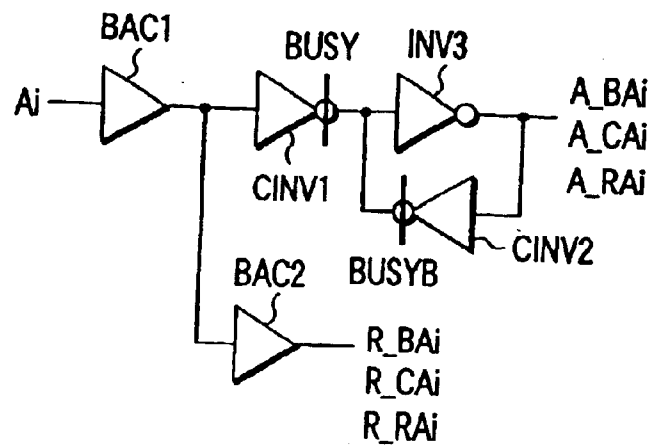 BAC1
BUSY
INV3
Ai
A_BAi
A_CAi
A_RAi
CINV1
CINV2
BUSYB
BAC2
R_BAi
R_CAi
R_RAi